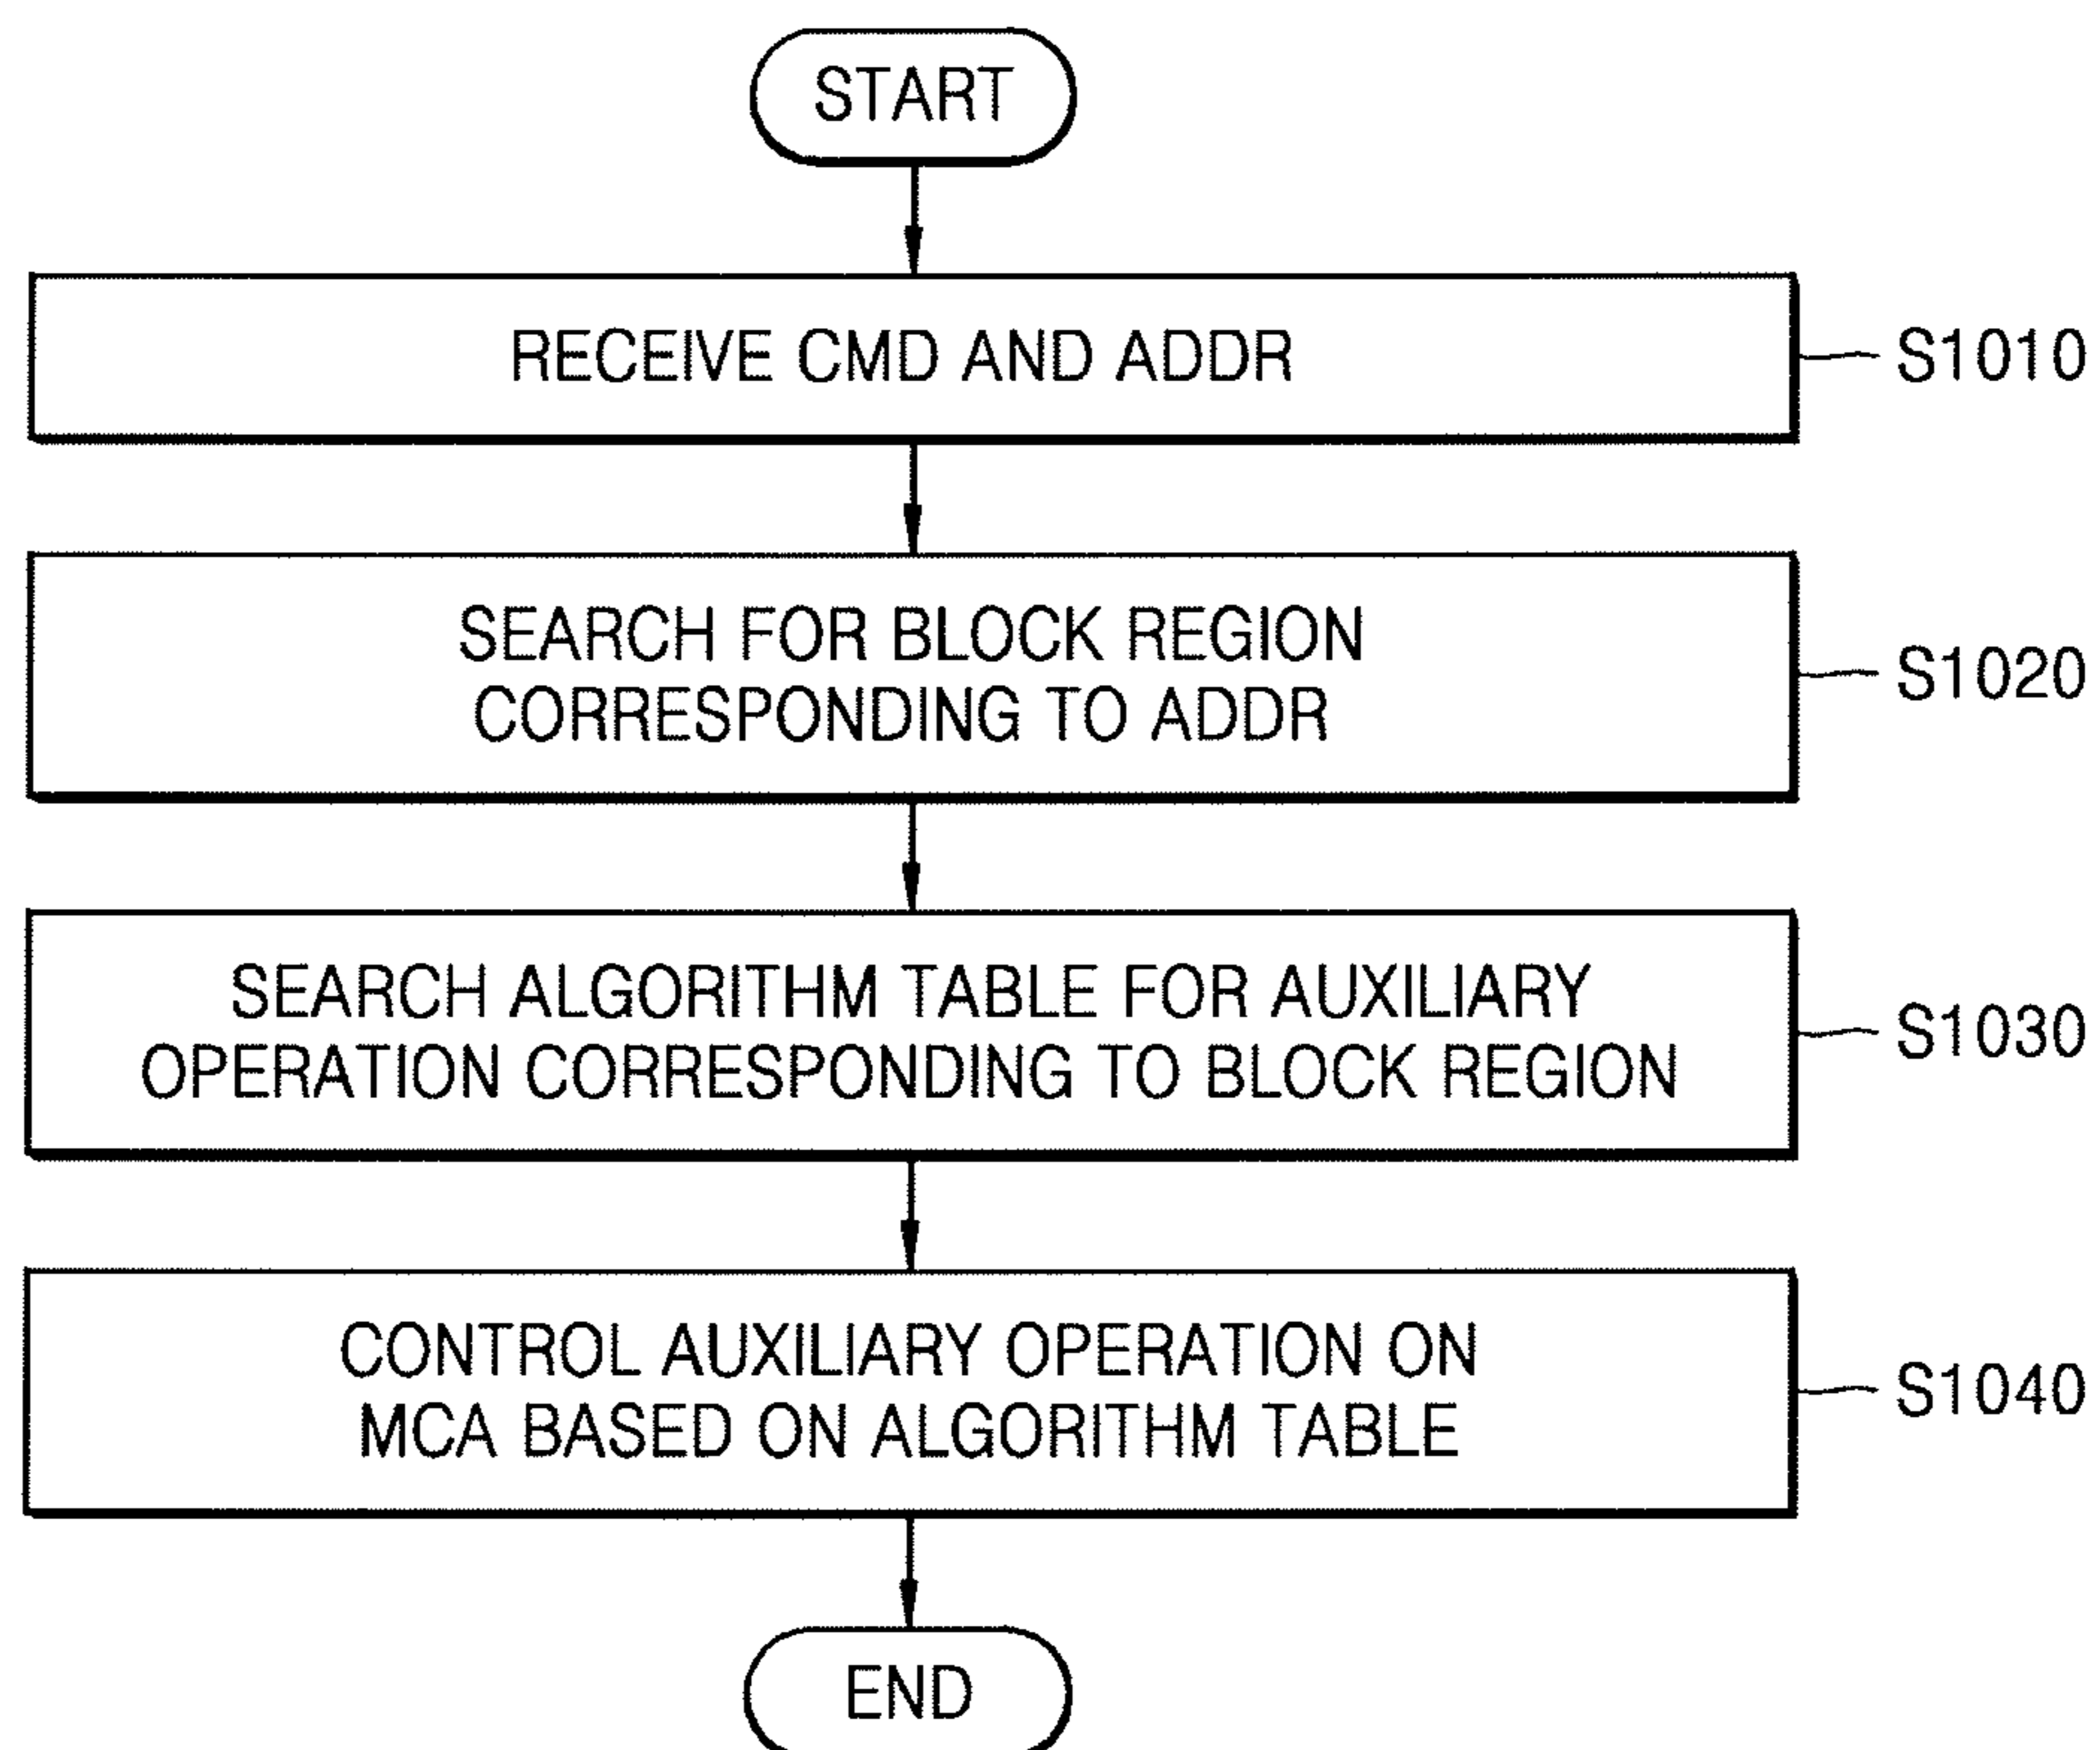 START
RECEIVE CMD AND ADDR
S1010
SEARCH FOR BLOCK REGION
CORRESPONDING TO ADDR
S1020
SEARCH ALGORITHM TABLE FOR AUXILIARY
OPERATION CORRESPONDING TO BLOCK REGION
S1030
CONTROL AUXILIARY OPERATION ON
MCA BASED ON ALGORITHM TABLE
S1040
END